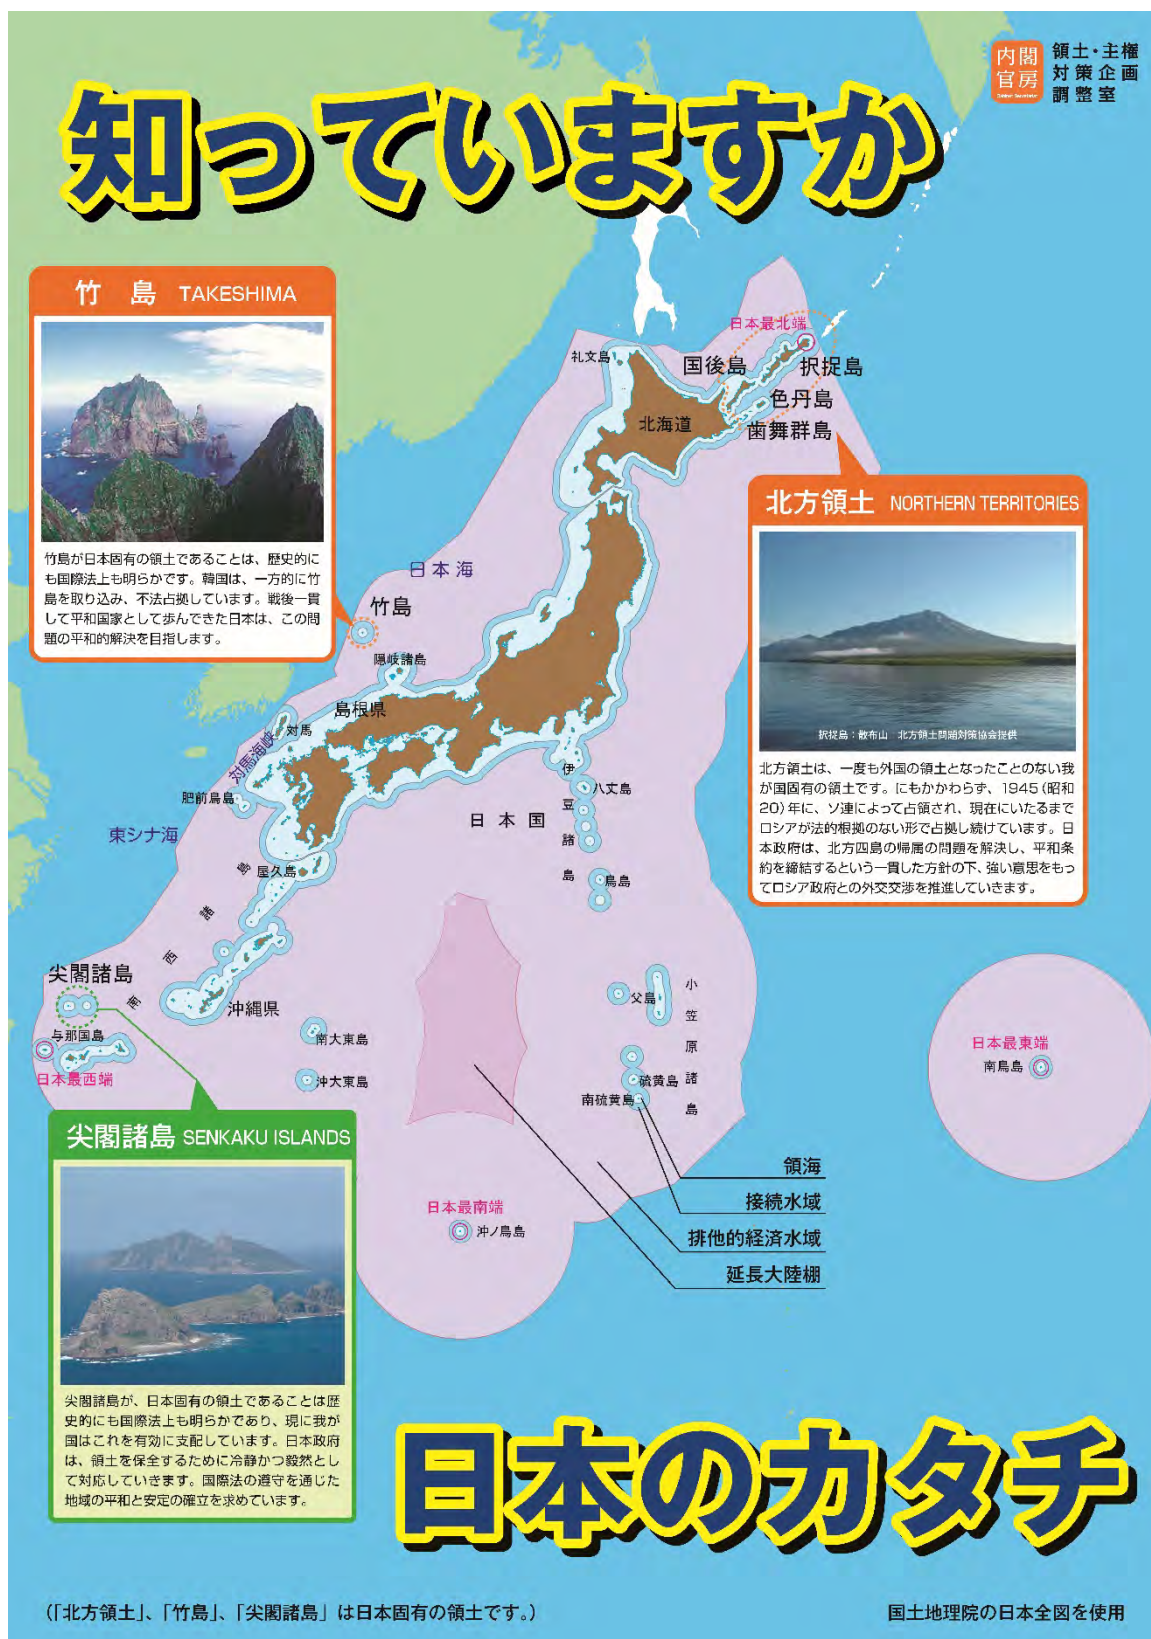 内閣
官房
Cabinet Secretariat
領土・主権
対策企画
調整室
知っていますか
竹島 TAKESHIMA
竹島が日本固有の領土であることは、歴史的に
も国際法上も明らかです。韓国は、一方的に竹
島を取り込み、不法占拠しています。戦後一貫
して平和国家として歩んできた日本は、この問
題の平和的解決を目指します。
日本最北端
礼文島
国後島
択捉島
色丹島
北海道
歯舞群島
北方領土 NORTHERN TERRITORIES
択捉島:散布山 北方領土問題対策協会提供
北方領土は、一度も外国の領土となったことのない我
が国固有の領土です。にもかかわらず、1945(昭和
20)年に、ソ連によって占領され、現在にいたるまで
ロシアが法的根拠のない形で占拠し続けています。日
本政府は、北方四島の帰属の問題を解決し、平和条
約を締結するという一貫した方針の下、強い意思をもっ
てロシア政府との外交交渉を推進していきます。
日本海
竹島
隠岐諸島
島根県
対馬
対馬海峡
肥前鳥島
東シナ海
日本国
伊豆諸島
八丈島
鳥島
屋久島
南西諸島
尖閣諸島
沖縄県
与那国島
日本最西端
南大東島
沖大東島
父島
小笠原諸島
硫黄島
南硫黄島
日本最東端
南鳥島
領海
接続水域
排他的経済水域
延長大陸棚
日本最南端
沖ノ鳥島
尖閣諸島 SENKAKU ISLANDS
尖閣諸島が、日本固有の領土であることは歴
史的にも国際法上も明らかであり、現に我が
国はこれを有効に支配しています。日本政府
は、領土を保全するために冷静かつ毅然とし
て対応していきます。国際法の遵守を通じた
地域の平和と安定の確立を求めています。
日本のカタチ
(「北方領土」、「竹島」、「尖閣諸島」は日本固有の領土です。)
国土地理院の日本全図を使用